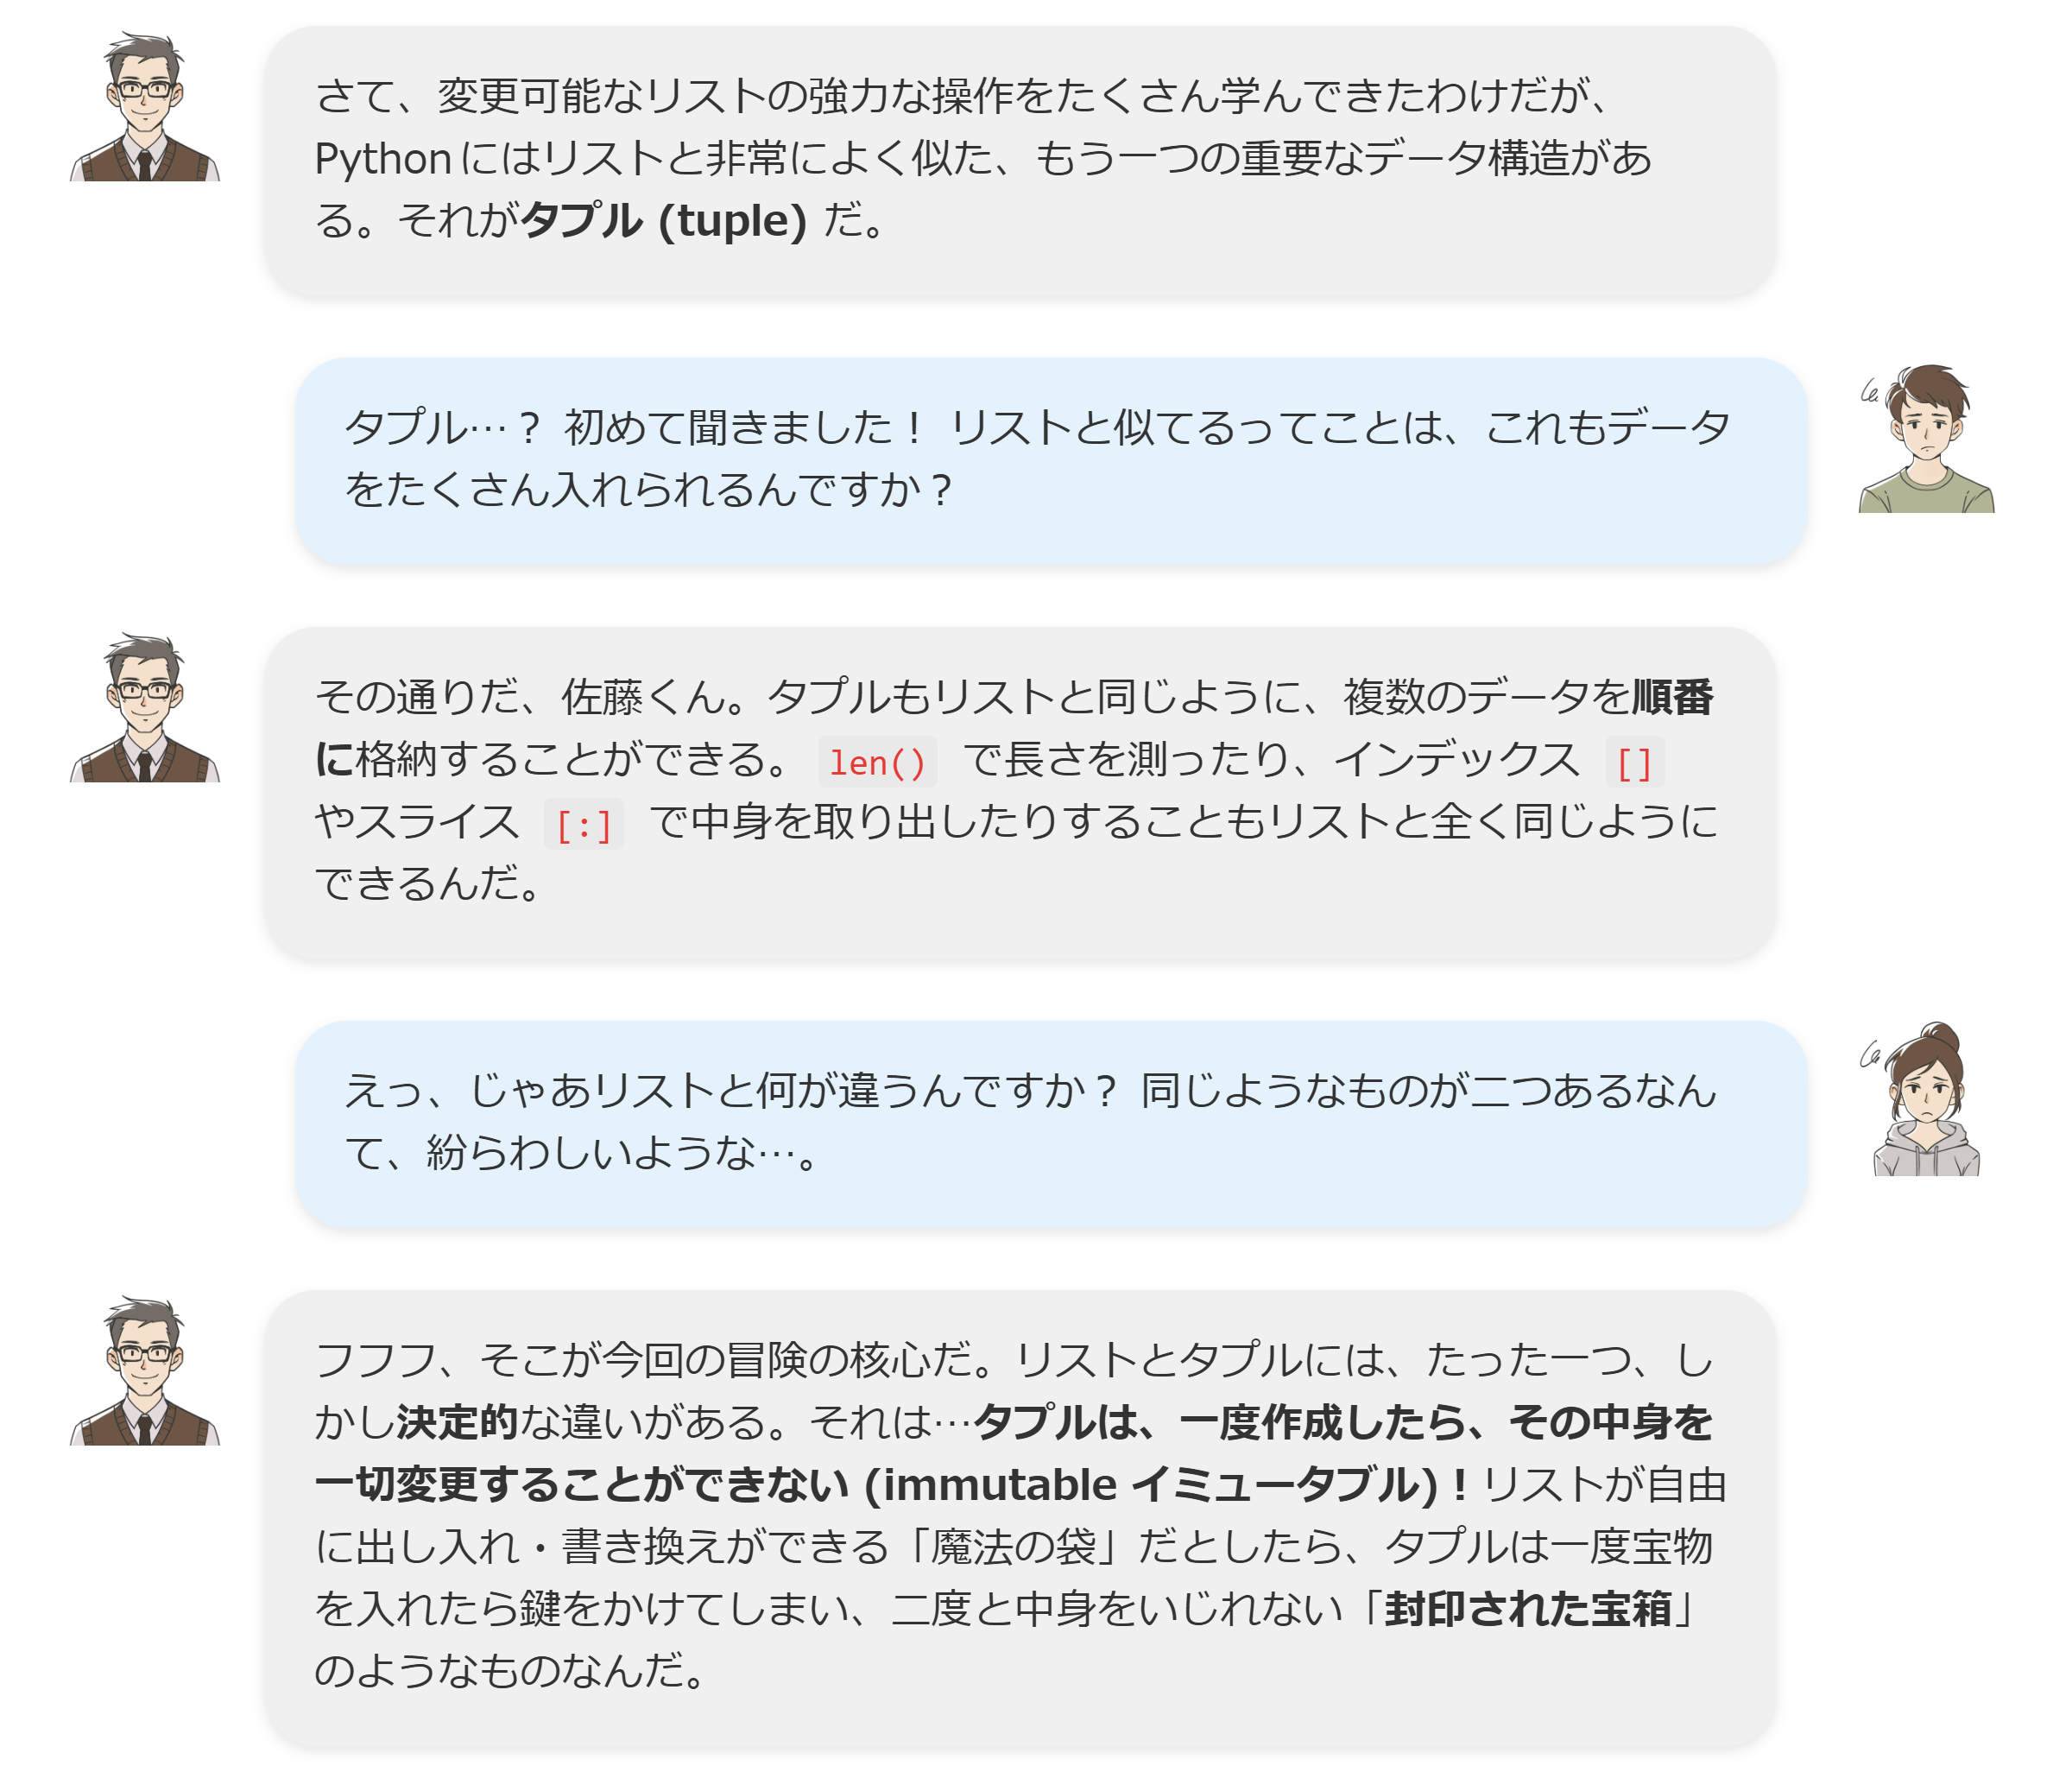 さて、変更可能なリストの強力な操作をたくさん学んできたわけだが、
Pythonにはリストと非常によく似た、もう一つの重要なデータ構造があ
る。それがタプル (tuple) だ。
タプル…？ 初めて聞きました！ リストと似てるってことは、これもデータ
をたくさん入れられるんですか？
その通りだ、佐藤くん。タプルもリストと同じように、複数のデータを順番
に格納することができる。 len() で長さを測ったり、インデックス []
やスライス [:] で中身を取り出したりすることもリストと全く同じように
できるんだ。
えっ、じゃあリストと何が違うんですか？ 同じようなものが二つあるなん
て、紛らわしいような…。
フフフ、そこが今回の冒険の核心だ。リストとタプルには、たった一つ、し
かし決定的な違いがある。それは…タプルは、一度作成したら、その中身を
一切変更することができない (immutable イミュータブル)！リストが自由
に出し入れ・書き換えができる「魔法の袋」だとしたら、タプルは一度宝物
を入れたら鍵をかけてしまい、二度と中身をいじれない「封印された宝箱」
のようなものなんだ。